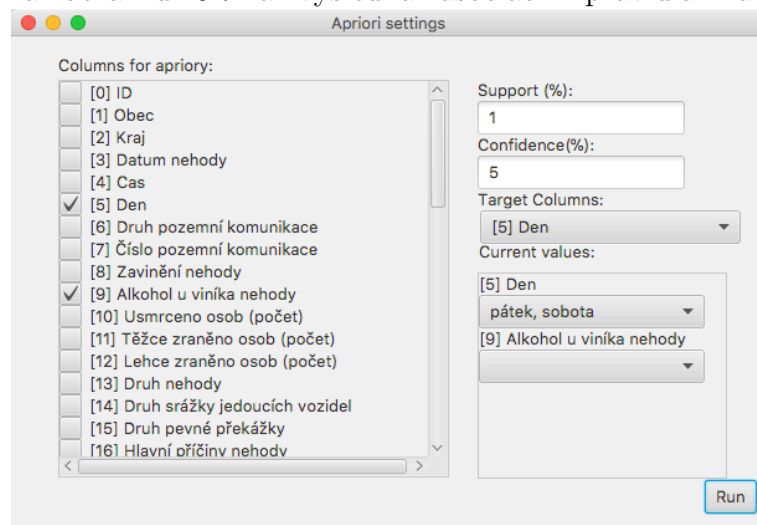 Apriori settings
Columns for apriory:
[0] ID
[1] Obec
[2] Kraj
[3] Datum nehody
[4] Cas
[5] Den
[6] Druh pozemní komunikace
[7] Číslo pozemní komunikace
[8] Zavinění nehody
[9] Alkohol u viníka nehody
[10] Usmrceno osob (počet)
[11] Těžce zraněno osob (počet)
[12] Lehce zraněno osob (počet)
[13] Druh nehody
[14] Druh srážky jedoucích vozidel
[15] Druh pevné překážky
[16] Hlavní příčiny nehody
Support (%):
1
Confidence(%):
5
Target Columns:
[5] Den
Current values:
[5] Den
pátek, sobota
[9] Alkohol u viníka nehody
Run